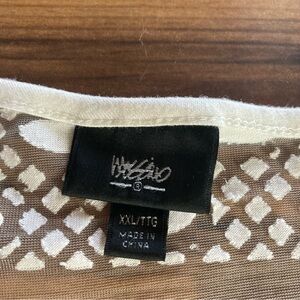 Mossimo
S
XXL/TTG
MADE IN
CHINA